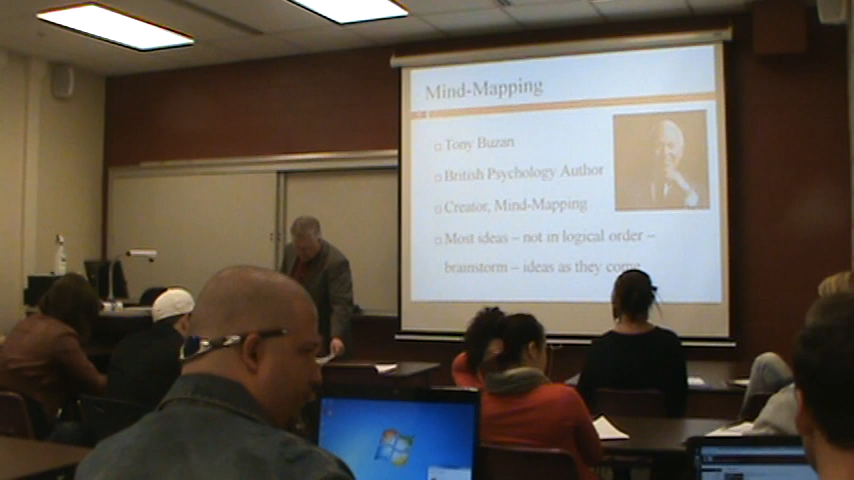 Mind-Mapping
Tony Buzan
British Psychology Author
Creator, Mind-Mapping
Most ideas – not in logical order –
brainstorm – ideas as they come